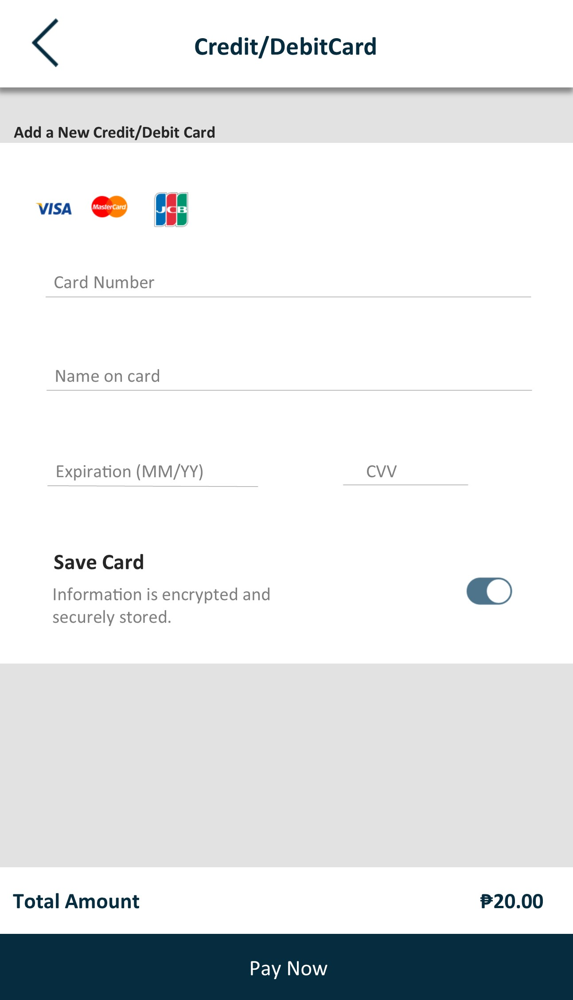 Credit/DebitCard
Add a New Credit/Debit Card
VISA MasterCard JCB
Card Number
Name on card
Expiration (MM/YY) CVV
Save Card
Information is encrypted and
securely stored.
Total Amount ₱20.00
Pay Now